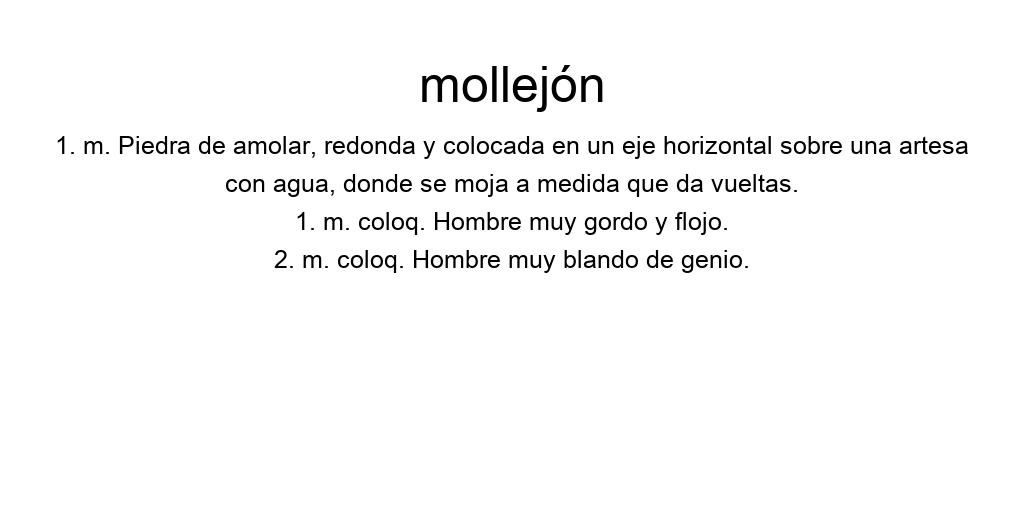 mollejón
1. m. Piedra de amolar, redonda y colocada en un eje horizontal sobre una artesa
con agua, donde se moja a medida que da vueltas.
1. m. coloq. Hombre muy gordo y flojo.
2. m. coloq. Hombre muy blando de genio.